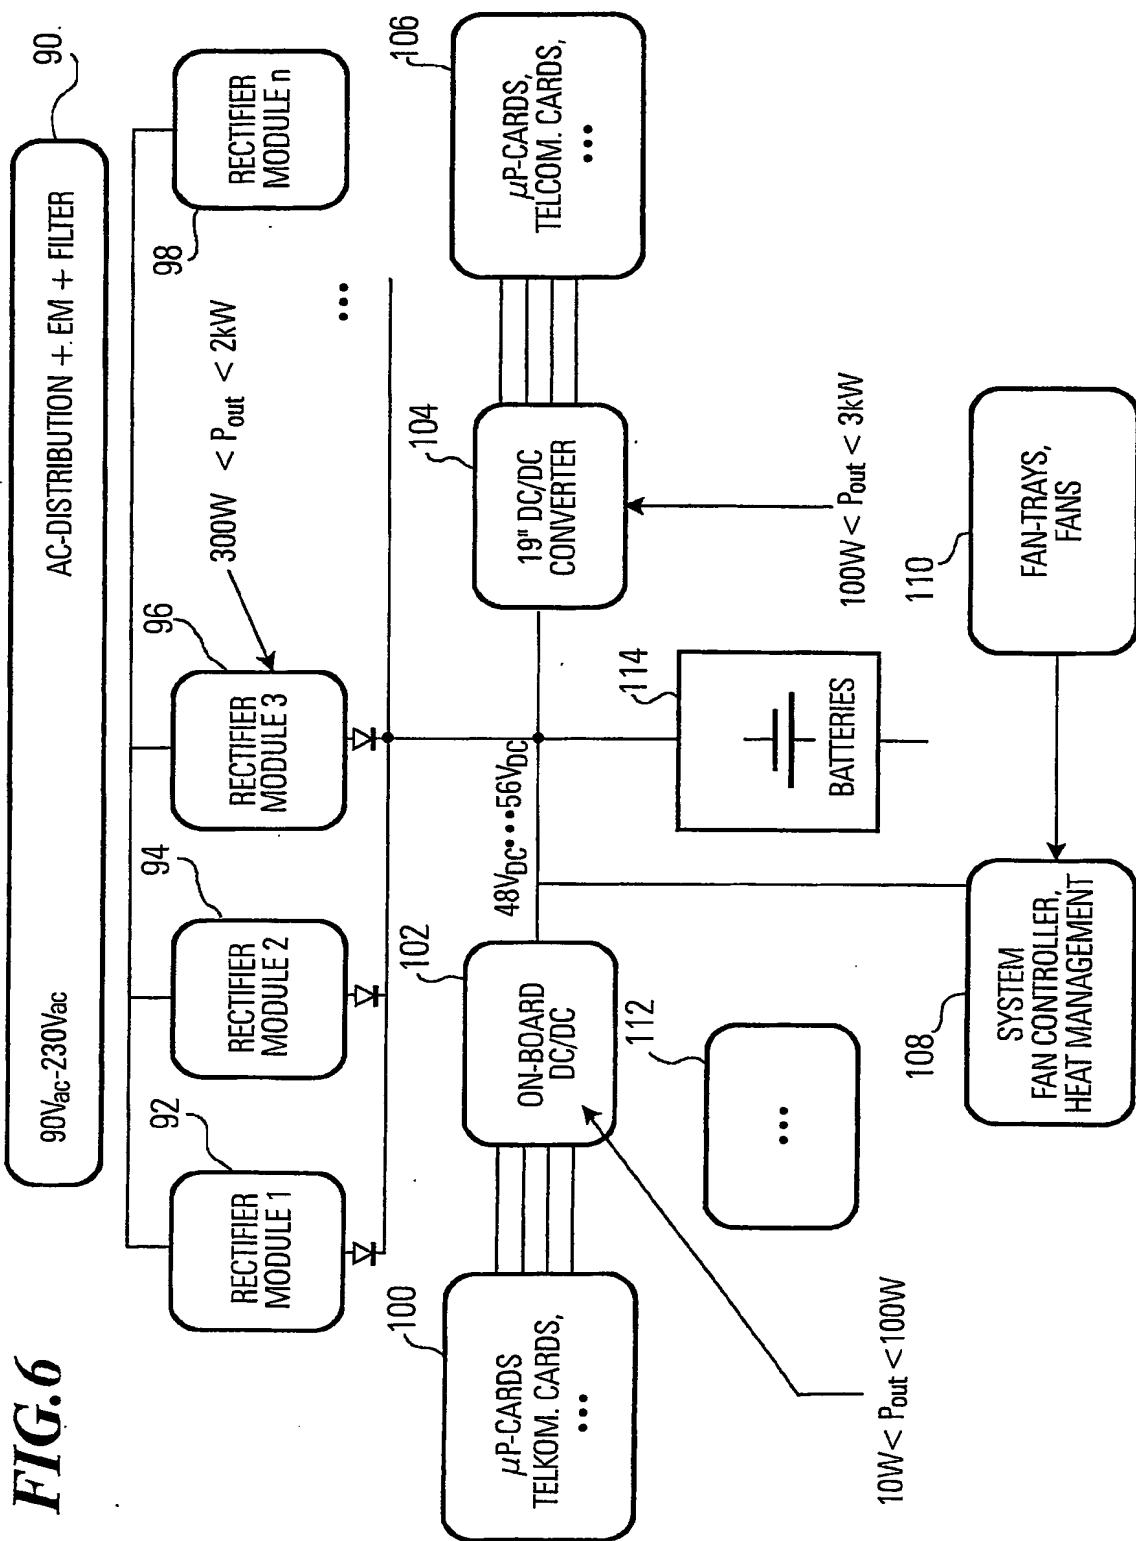 FIG.6
90Vac-230Vac
AC-DISTRIBUTION + EM + FILTER
90
RECTIFIER
MODULE 1
92
RECTIFIER
MODULE 2
94
RECTIFIER
MODULE 3
96
300W < Pout < 2kW
RECTIFIER
MODULE n
98
...
µP-CARDS
TELKOM. CARDS,
...
100
ON-BOARD
DC/DC
102
48VDC...56VDC
19" DC/DC
CONVERTER
104
µP-CARDS,
TELCOM. CARDS,
...
106
10W < Pout < 100W
...
112
BATTERIES
114
100W < Pout < 3kW
SYSTEM
FAN CONTROLLER,
HEAT MANAGEMENT
108
FAN-TRAYS,
FANS
110